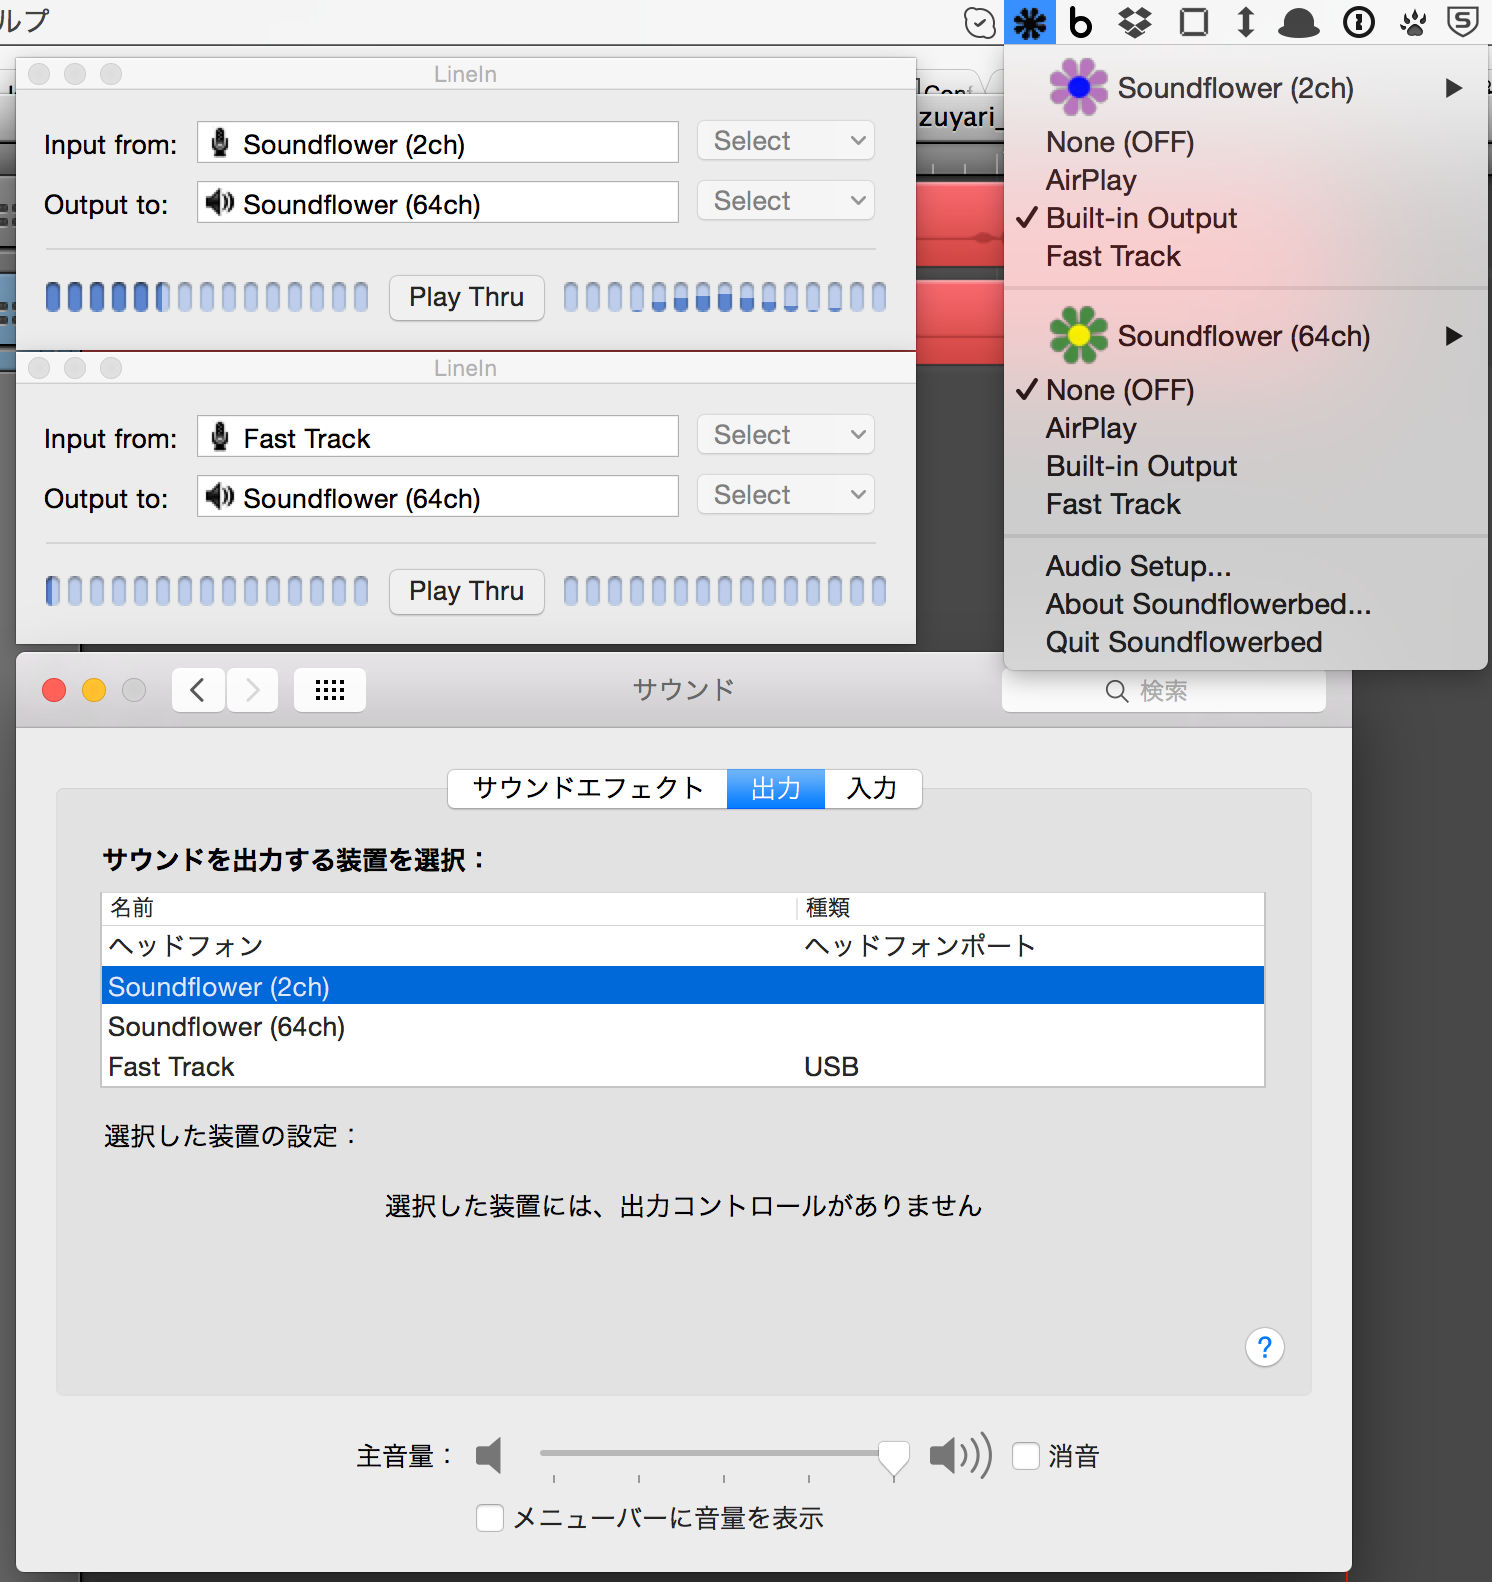 ルプ
LineIn
Input from: Soundflower (2ch) Select
Output to: Soundflower (64ch) Select
Play Thru
LineIn
Input from: Fast Track Select
Output to: Soundflower (64ch) Select
Play Thru
zuyari_
Soundflower (2ch)
None (OFF)
AirPlay
Built-in Output
Fast Track
Soundflower (64ch)
None (OFF)
AirPlay
Built-in Output
Fast Track
Audio Setup...
About Soundflowerbed...
Quit Soundflowerbed
サウンド
検索
サウンドエフェクト 出力 入力
サウンドを出力する装置を選択：
名前 種類
ヘッドフォン ヘッドフォンポート
Soundflower (2ch)
Soundflower (64ch)
Fast Track USB
選択した装置の設定：
選択した装置には、出力コントロールがありません
?
主音量： 消音
メニューバーに音量を表示